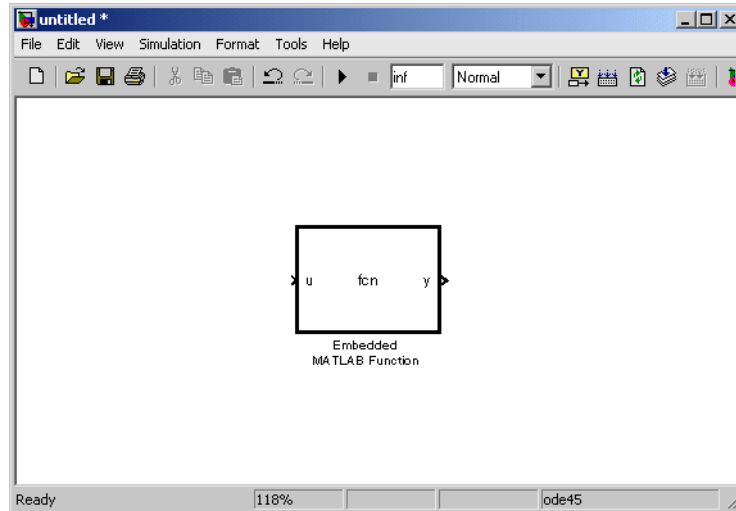 untitled *
File Edit View Simulation Format Tools Help
inf Normal
u fcn y
Embedded
MATLAB Function
Ready 118% ode45